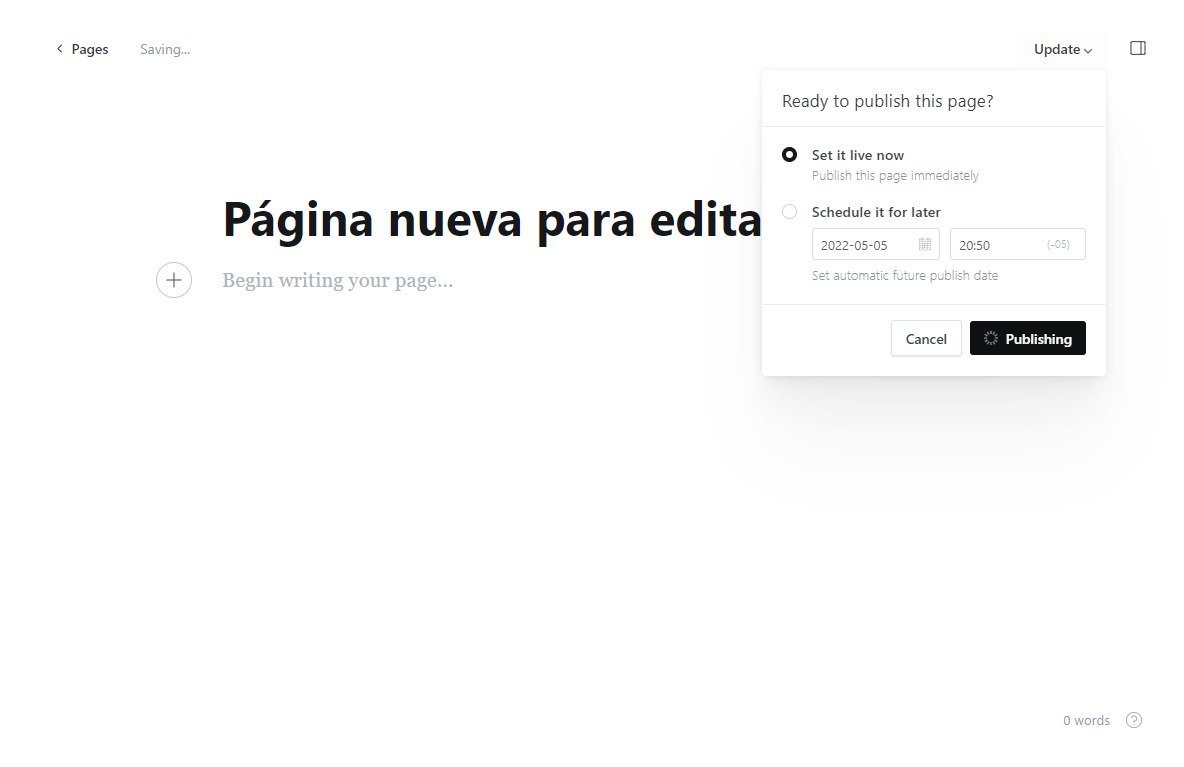 Pages
Saving...
Update
Ready to publish this page?
Set it live now
Publish this page immediately
Página nueva para edita
Schedule it for later
2022-05-05
20:50
(-05)
Begin writing your page...
Set automatic future publish date
Cancel
Publishing
0 words